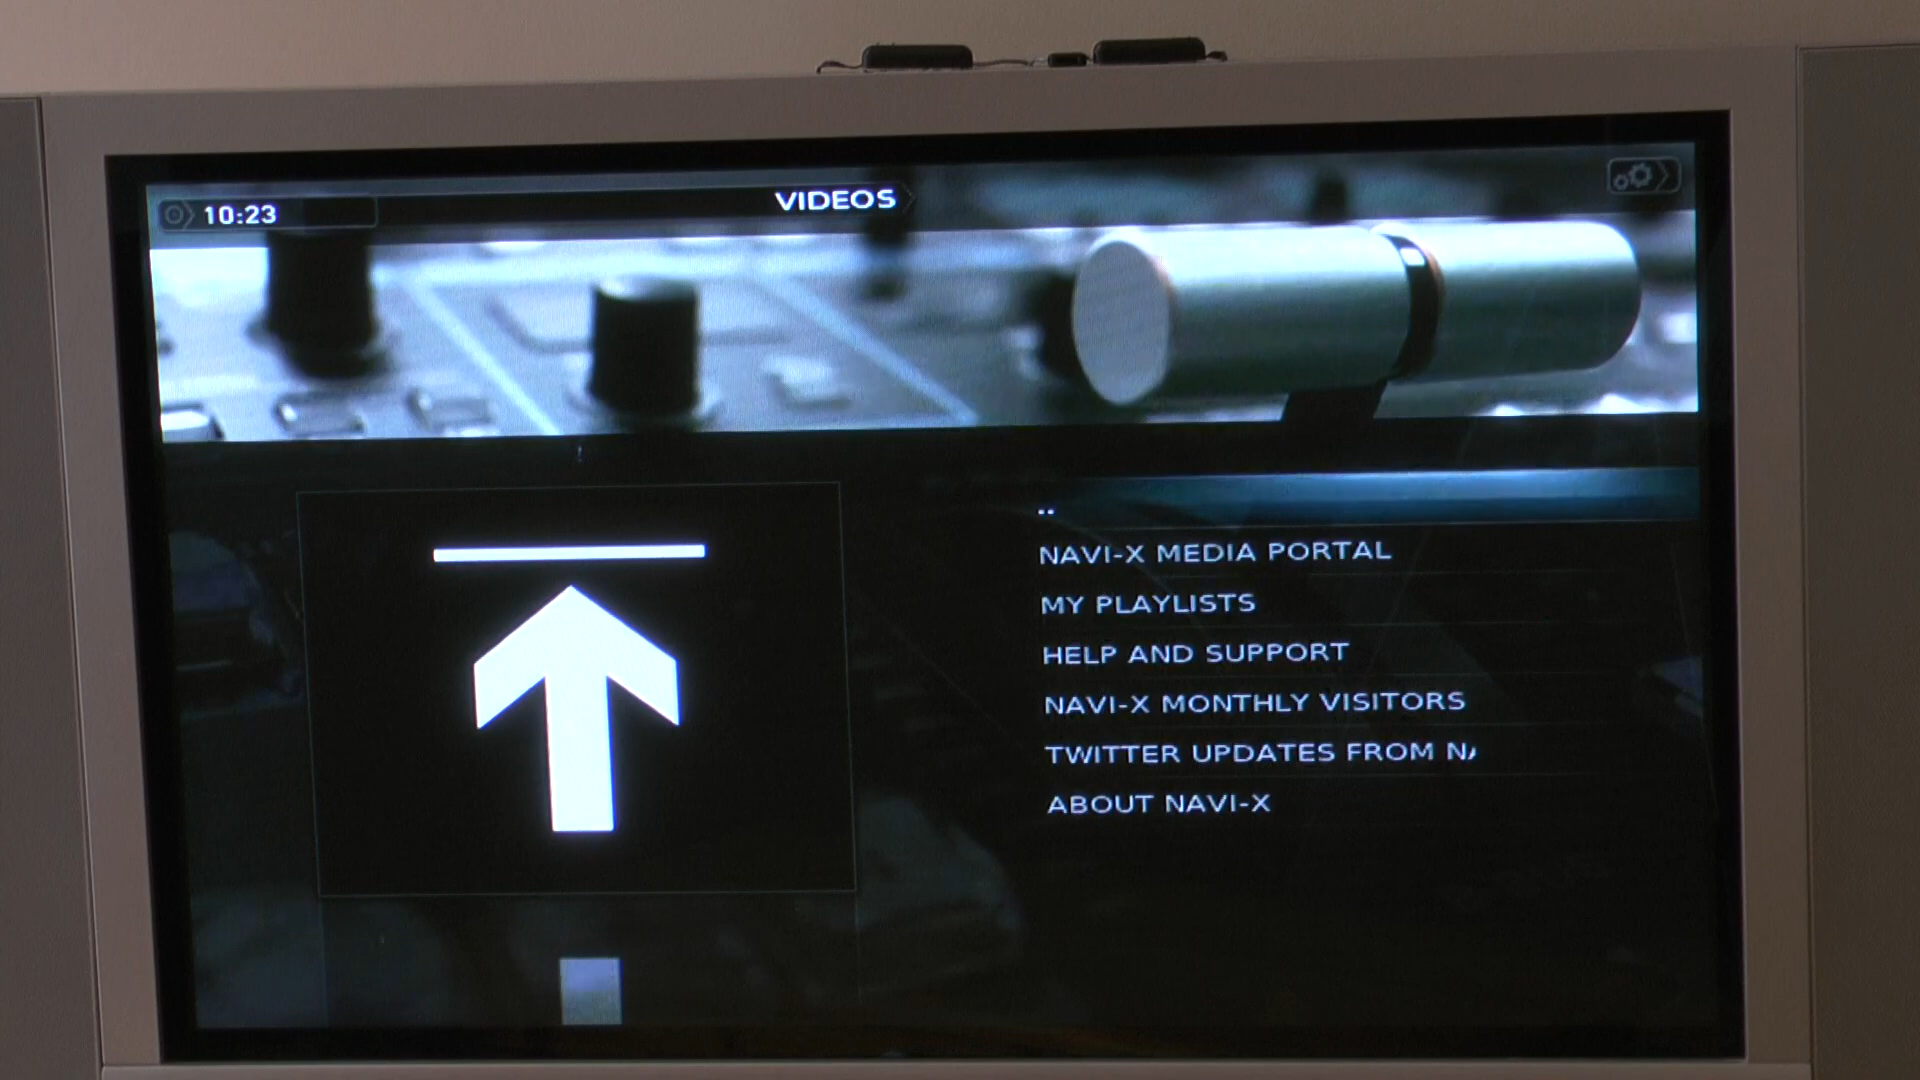 10:23
VIDEOS
..
NAVI-X MEDIA PORTAL
MY PLAYLISTS
HELP AND SUPPORT
NAVI-X MONTHLY VISITORS
TWITTER UPDATES FROM
ABOUT NAVI-X